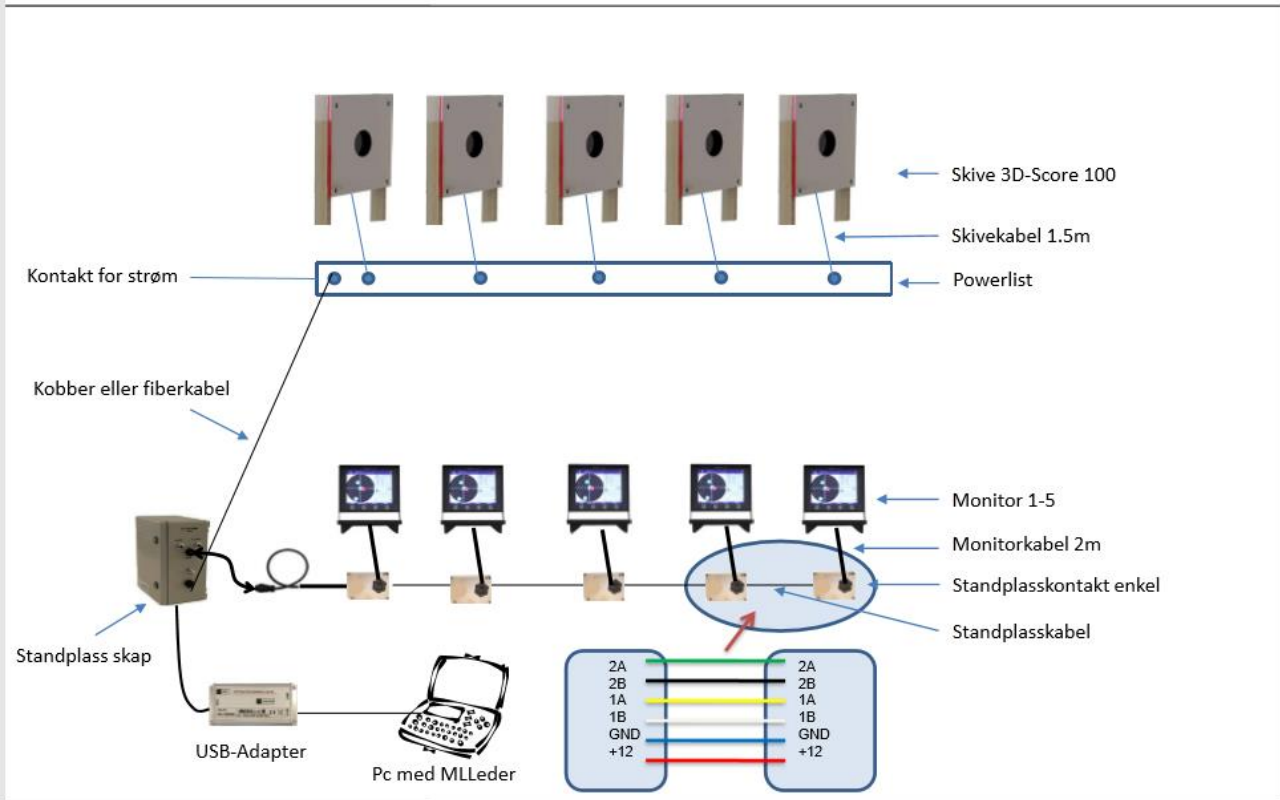 Skive 3D-Score 100
Skivekabel 1.5m
Kontakt for strøm
Powerlist
Kobber eller fiberkabel
Monitor 1-5
Monitorkabel 2m
Standplasskontakt enkel
Standplasskabel
Standplass skap
2A 2A
2B 2B
1A 1A
1B 1B
GND GND
+12 +12
USB-Adapter
Pc med MLLeder